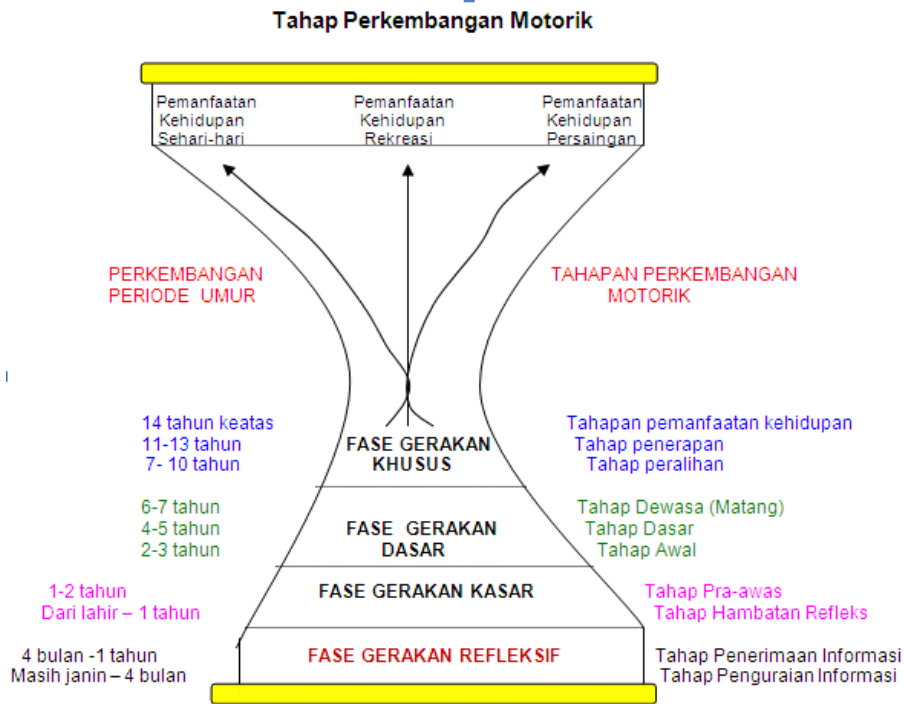 Tahap Perkembangan Motorik
Pemanfaatan
Kehidupan
Sehari-hari
Pemanfaatan
Kehidupan
Rekreasi
Pemanfaatan
Kehidupan
Persaingan
PERKEMBANGAN
PERIODE UMUR
TAHAPAN PERKEMBANGAN
MOTORIK
14 tahun keatas
11-13 tahun
7- 10 tahun
FASE GERAKAN
KHUSUS
Tahapan pemanfaatan kehidupan
Tahap penerapan
Tahap peralihan
6-7 tahun
4-5 tahun
2-3 tahun
FASE GERAKAN
DASAR
Tahap Dewasa (Matang)
Tahap Dasar
Tahap Awal
1-2 tahun
Dari lahir – 1 tahun
FASE GERAKAN KASAR
Tahap Pra-awas
Tahap Hambatan Refleks
4 bulan -1 tahun
Masih janin – 4 bulan
FASE GERAKAN REFLEKSIF
Tahap Penerimaan Informasi
Tahap Penguraian Informasi